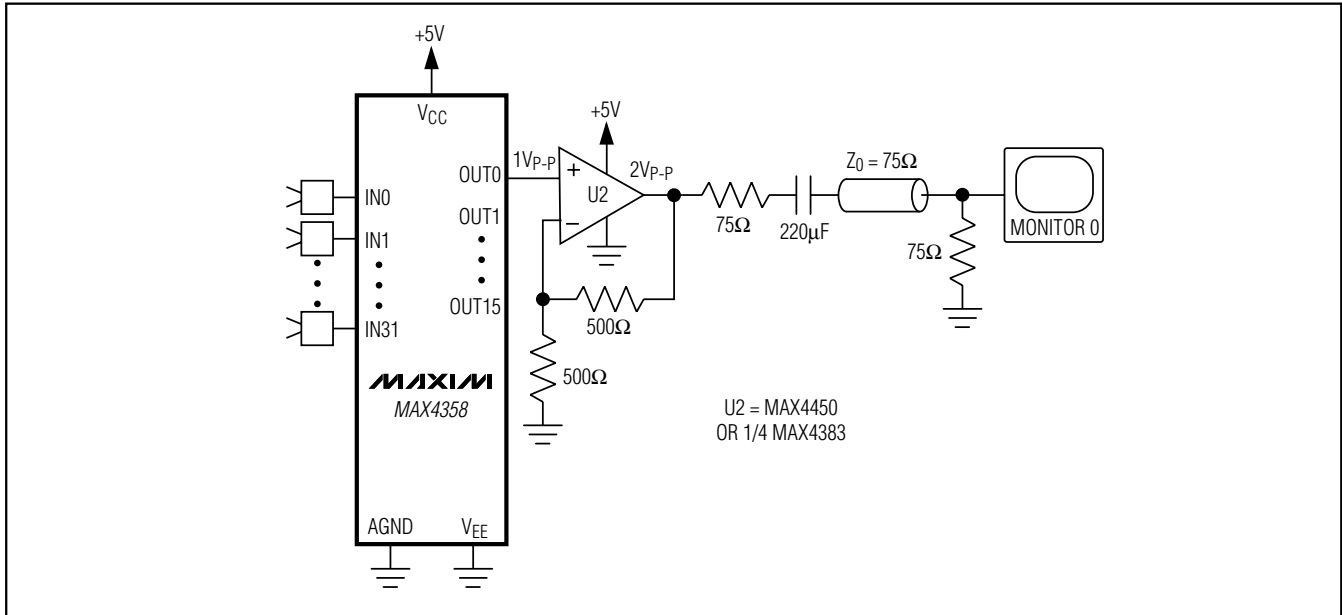 +5V
VCC
IN0
IN1
IN31
OUT0
OUT1
OUT15
MAXIM
MAX4358
AGND
VEE
1VP-P
+5V
+
U2
−
2VP-P
500Ω
500Ω
75Ω
220µF
Z0 = 75Ω
75Ω
MONITOR 0
U2 = MAX4450
OR 1/4 MAX4383